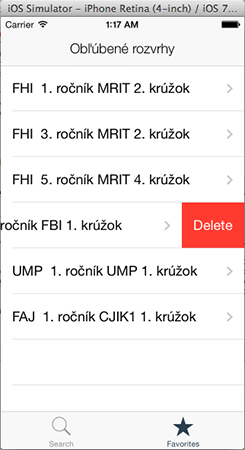 iOS Simulator – iPhone Retina (4-inch) / iOS 7...
Carrier 1:17 AM
Obľúbené rozvrhy
FHI 1. ročník MRIT 2. krúžok
FHI 3. ročník MRIT 2. krúžok
FHI 5. ročník MRIT 4. krúžok
ročník FBI 1. krúžok Delete
UMP 1. ročník UMP 1. krúžok
FAJ 1. ročník CJIK1 1. krúžok
Search Favorites